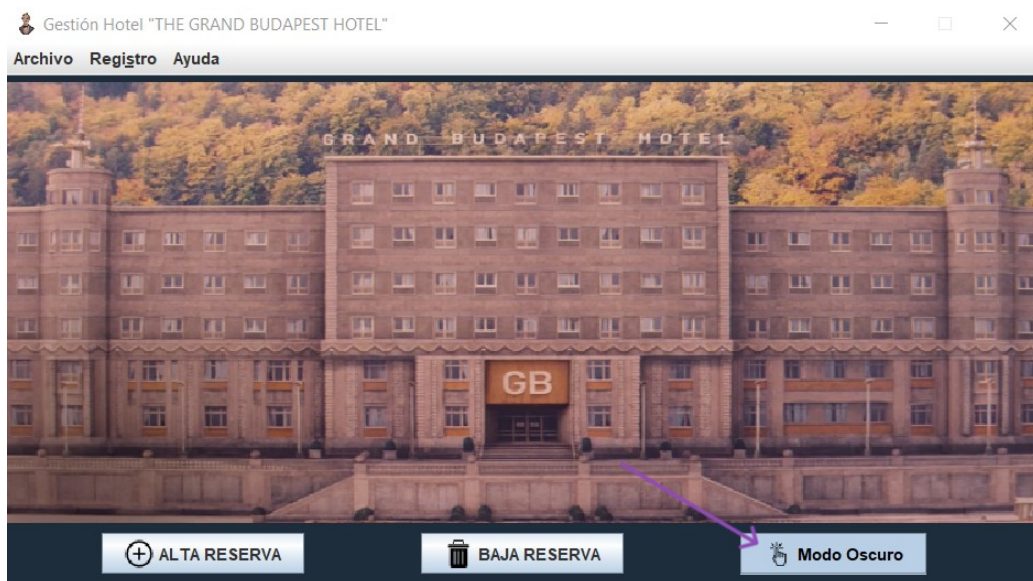 Gestión Hotel "THE GRAND BUDAPEST HOTEL"
Archivo Registro Ayuda
GRAND BUDAPEST HOTEL
GB
ALTA RESERVA BAJA RESERVA Modo Oscuro